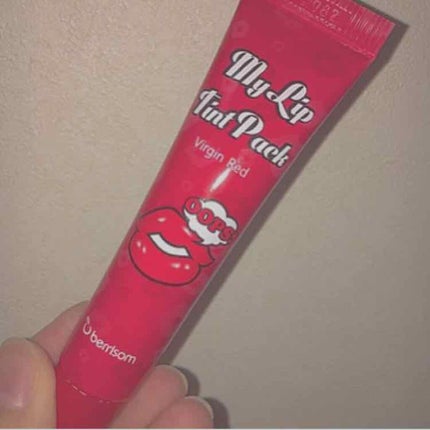 My Lip
Tint Pack
Virgin Red
OOPS!
berrisom